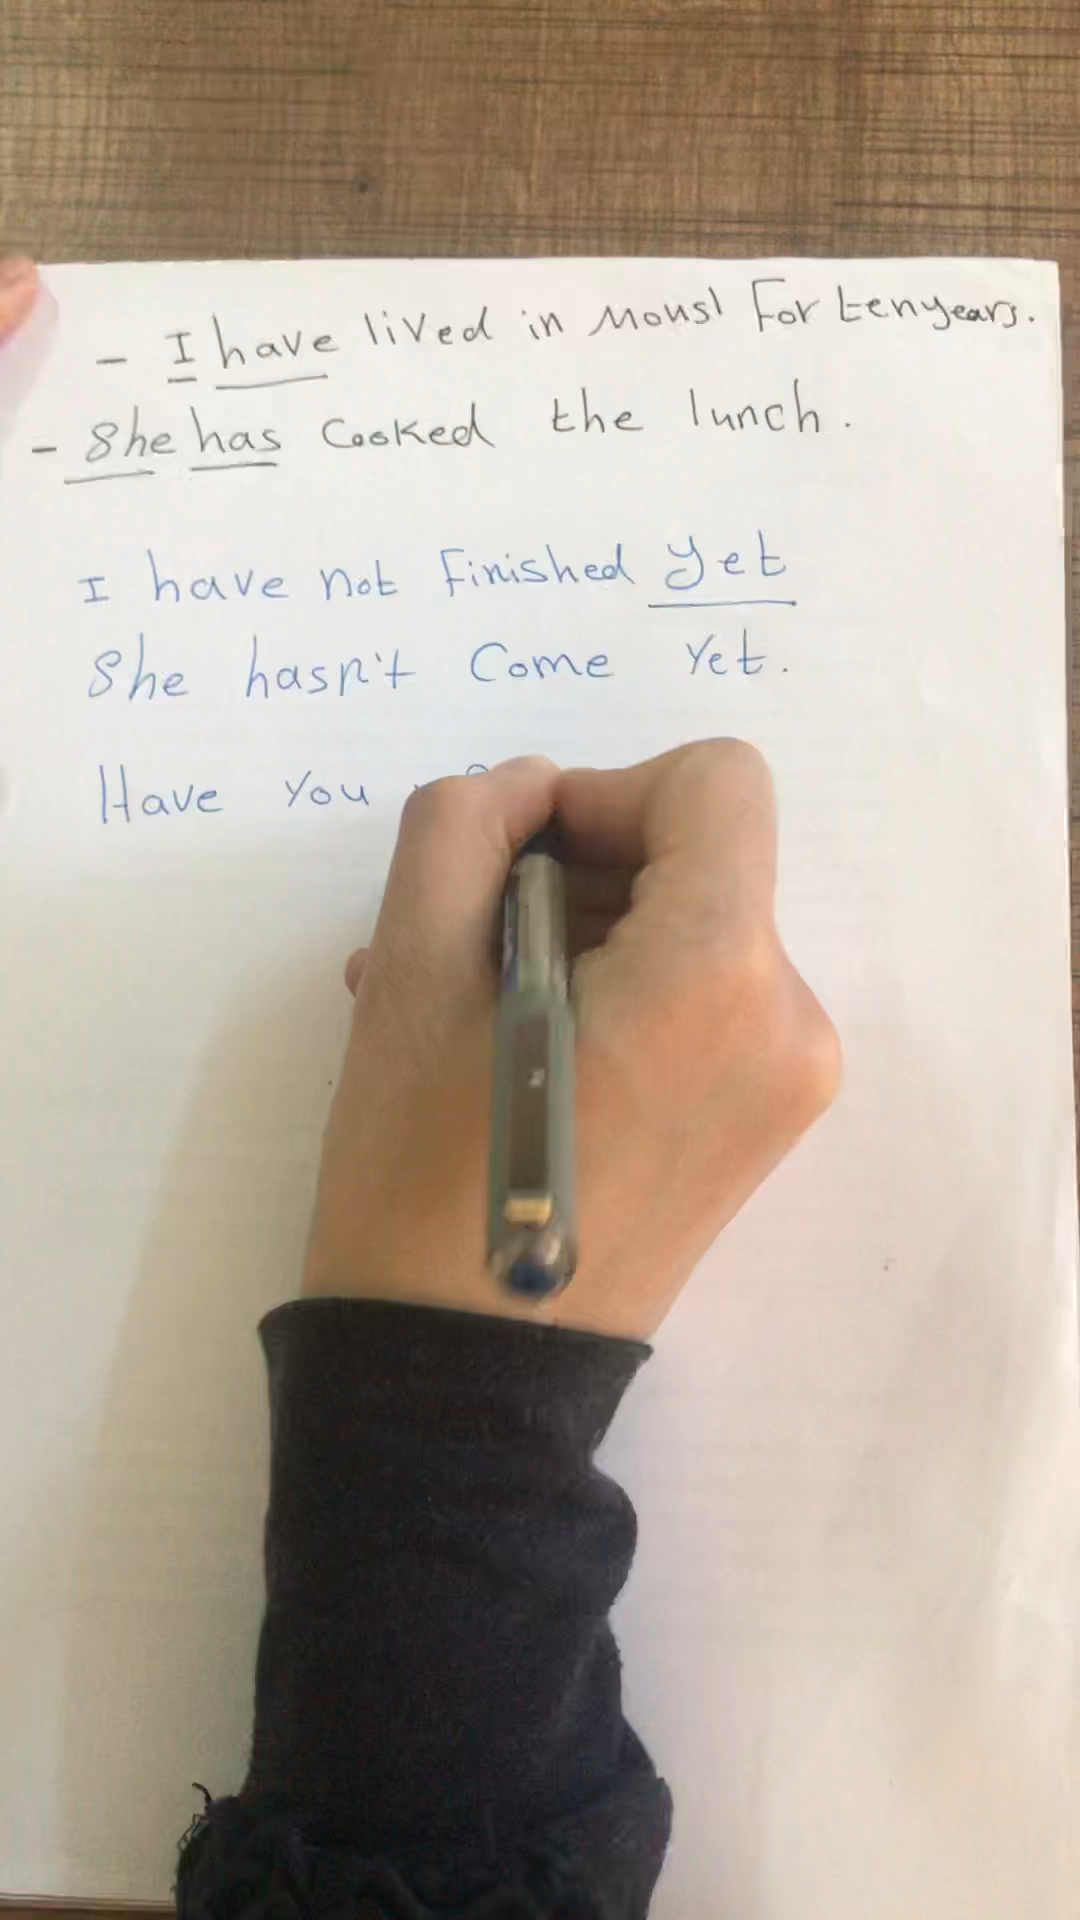 - I have lived in Mousl For ten years.
- She has Cooked the lunch.
I have not Finished yet
She hasn't Come Yet.
Have You